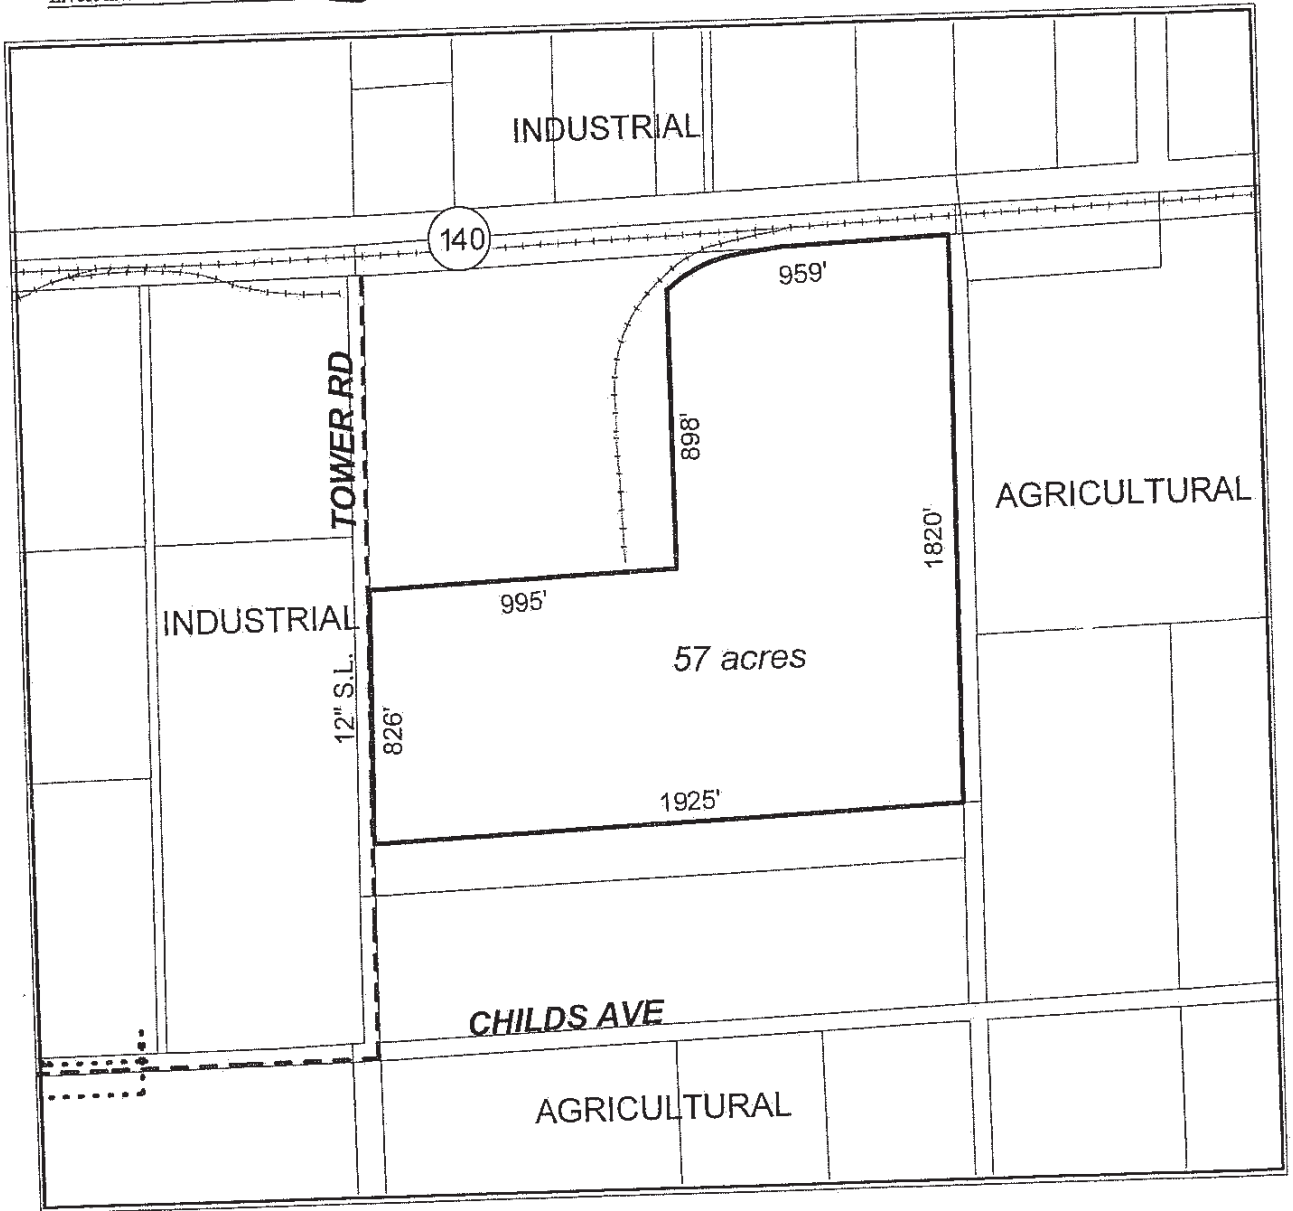 INDUSTRIAL
140
959'
TOWER RD
898'
AGRICULTURAL
1820'
995'
INDUSTRIAL
57 acres
12" S.L.
826'
1925'
CHILDS AVE
AGRICULTURAL